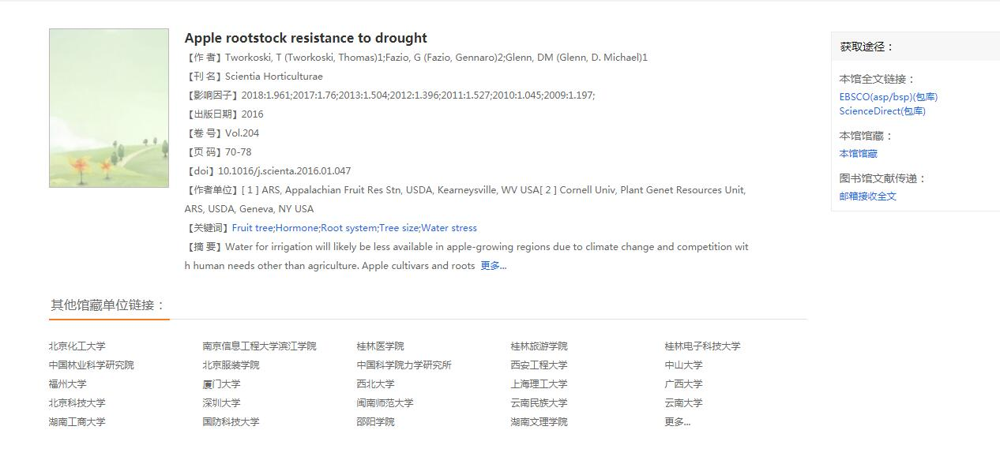 Apple rootstock resistance to drought
【作 者】Tworkoski, T (Tworkoski, Thomas)1;Fazio, G (Fazio, Gennaro)2;Glenn, DM (Glenn, D. Michael)1
【刊 名】Scientia Horticulturae
【影响因子】2018:1.961;2017:1.76;2013:1.504;2012:1.396;2011:1.527;2010:1.045;2009:1.197;
【出版日期】2016
【卷 号】Vol.204
【页 码】70-78
【doi】10.1016/j.scienta.2016.01.047
【作者单位】[ 1 ] ARS, Appalachian Fruit Res Stn, USDA, Kearneysville, WV USA[ 2 ] Cornell Univ, Plant Genet Resources Unit,
ARS, USDA, Geneva, NY USA
【关键词】Fruit tree;Hormone;Root system;Tree size;Water stress
【摘 要】Water for irrigation will likely be less available in apple-growing regions due to climate change and competition wit
h human needs other than agriculture. Apple cultivars and roots 更多...
获取途径：
本馆全文链接：
EBSCO(asp/bsp)(包库)
ScienceDirect(包库)
本馆馆藏：
本馆馆藏
图书馆文献传递：
邮箱接收全文
其他馆藏单位链接：
北京化工大学 南京信息工程大学滨江学院 桂林医学院 桂林旅游学院 桂林电子科技大学
中国林业科学研究院 北京服装学院 中国科学院力学研究所 西安工程大学 中山大学
福州大学 厦门大学 西北大学 上海理工大学 广西大学
北京科技大学 深圳大学 闽南师范大学 云南民族大学 云南大学
湖南工商大学 国防科技大学 邵阳学院 湖南文理学院 更多...